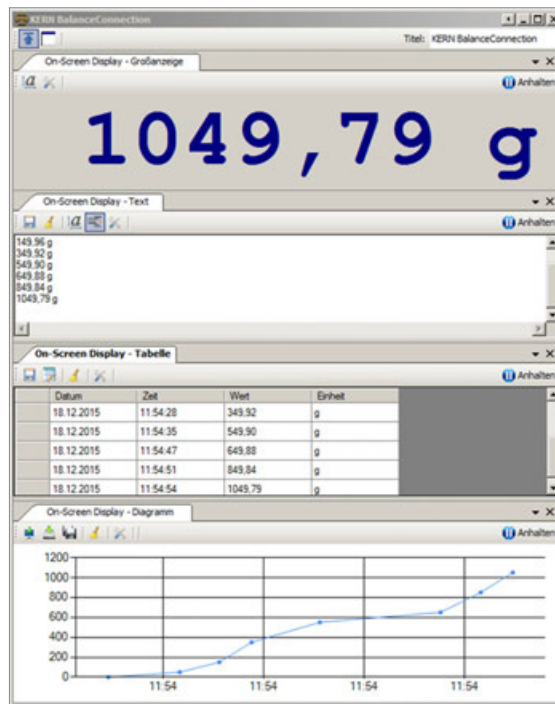 KERN BalanceConnection
Titel: KERN BalanceConnection
On-Screen Display - Großanzeige
a Anhalten
1049,79 g
On-Screen Display - Text
a Anhalten
149,96 g
349,92 g
549,90 g
649,88 g
849,84 g
1049,79 g
On-Screen Display - Tabelle
Anhalten
Datum Zeit Wert Einheit
18.12.2015 11:54:28 349,92 g
18.12.2015 11:54:35 549,90 g
18.12.2015 11:54:47 649,88 g
18.12.2015 11:54:51 849,84 g
18.12.2015 11:54:54 1049,79 g
On-Screen Display - Diagramm
Anhalten
1200
1000
800
600
400
200
0
11:54 11:54 11:54 11:54